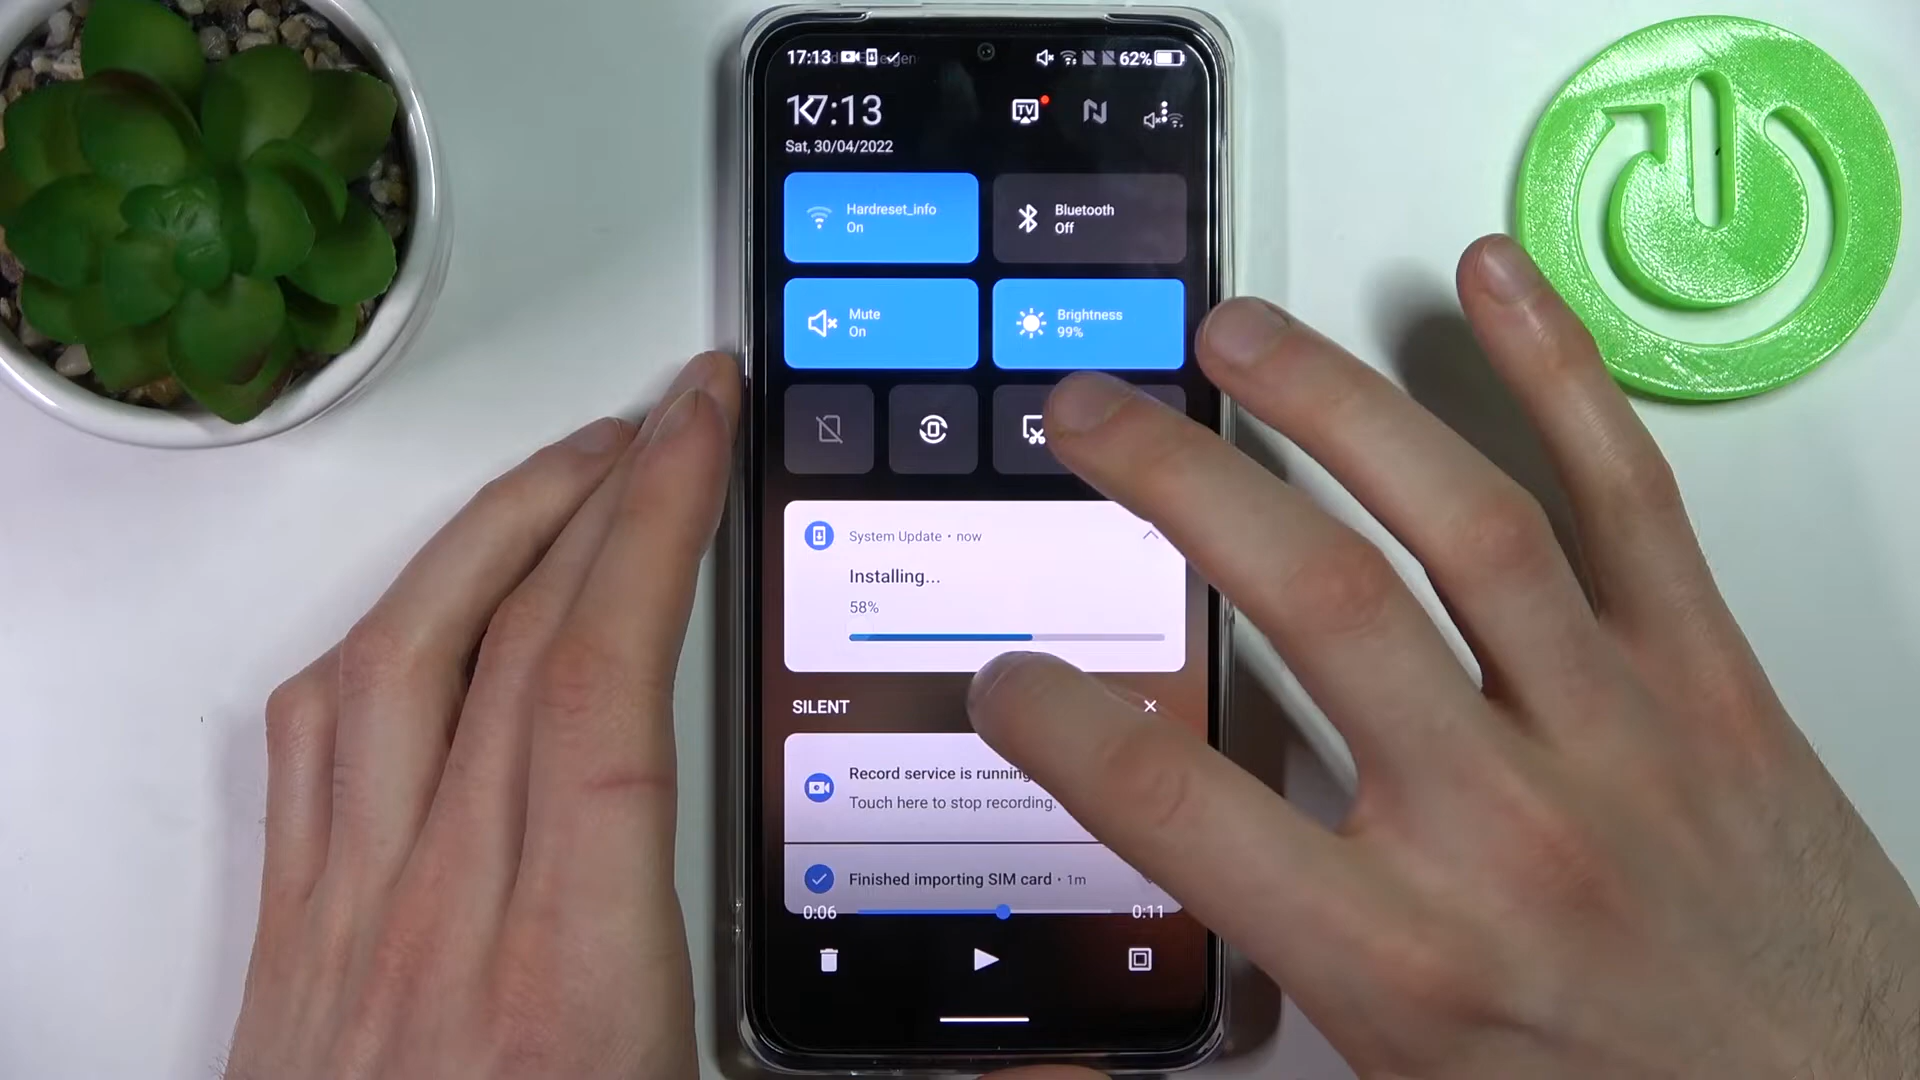 17:13
62%
17:13
TV
Sat, 30/04/2022
Hardreset_info
On
Bluetooth
Off
Mute
On
Brightness
99%
System Update • now
Installing...
58%
SILENT
Record service is running
Touch here to stop recording.
Finished importing SIM card • 1m
0:06
0:11